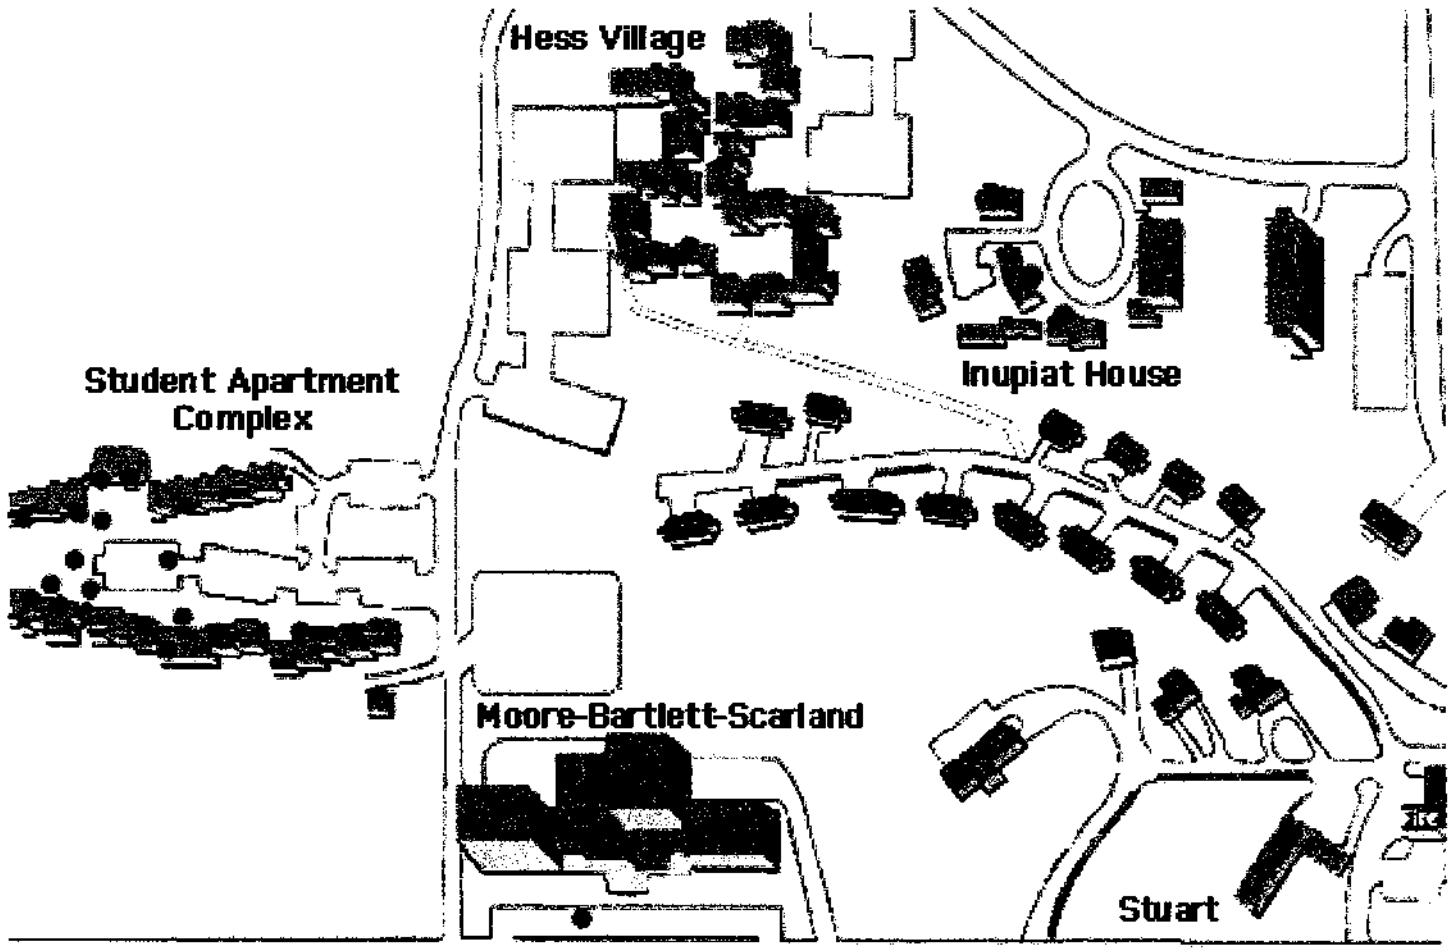 Hess Village
Inupiat House
Student Apartment
Complex
Moore-Bartlett-Scarland
Stuart